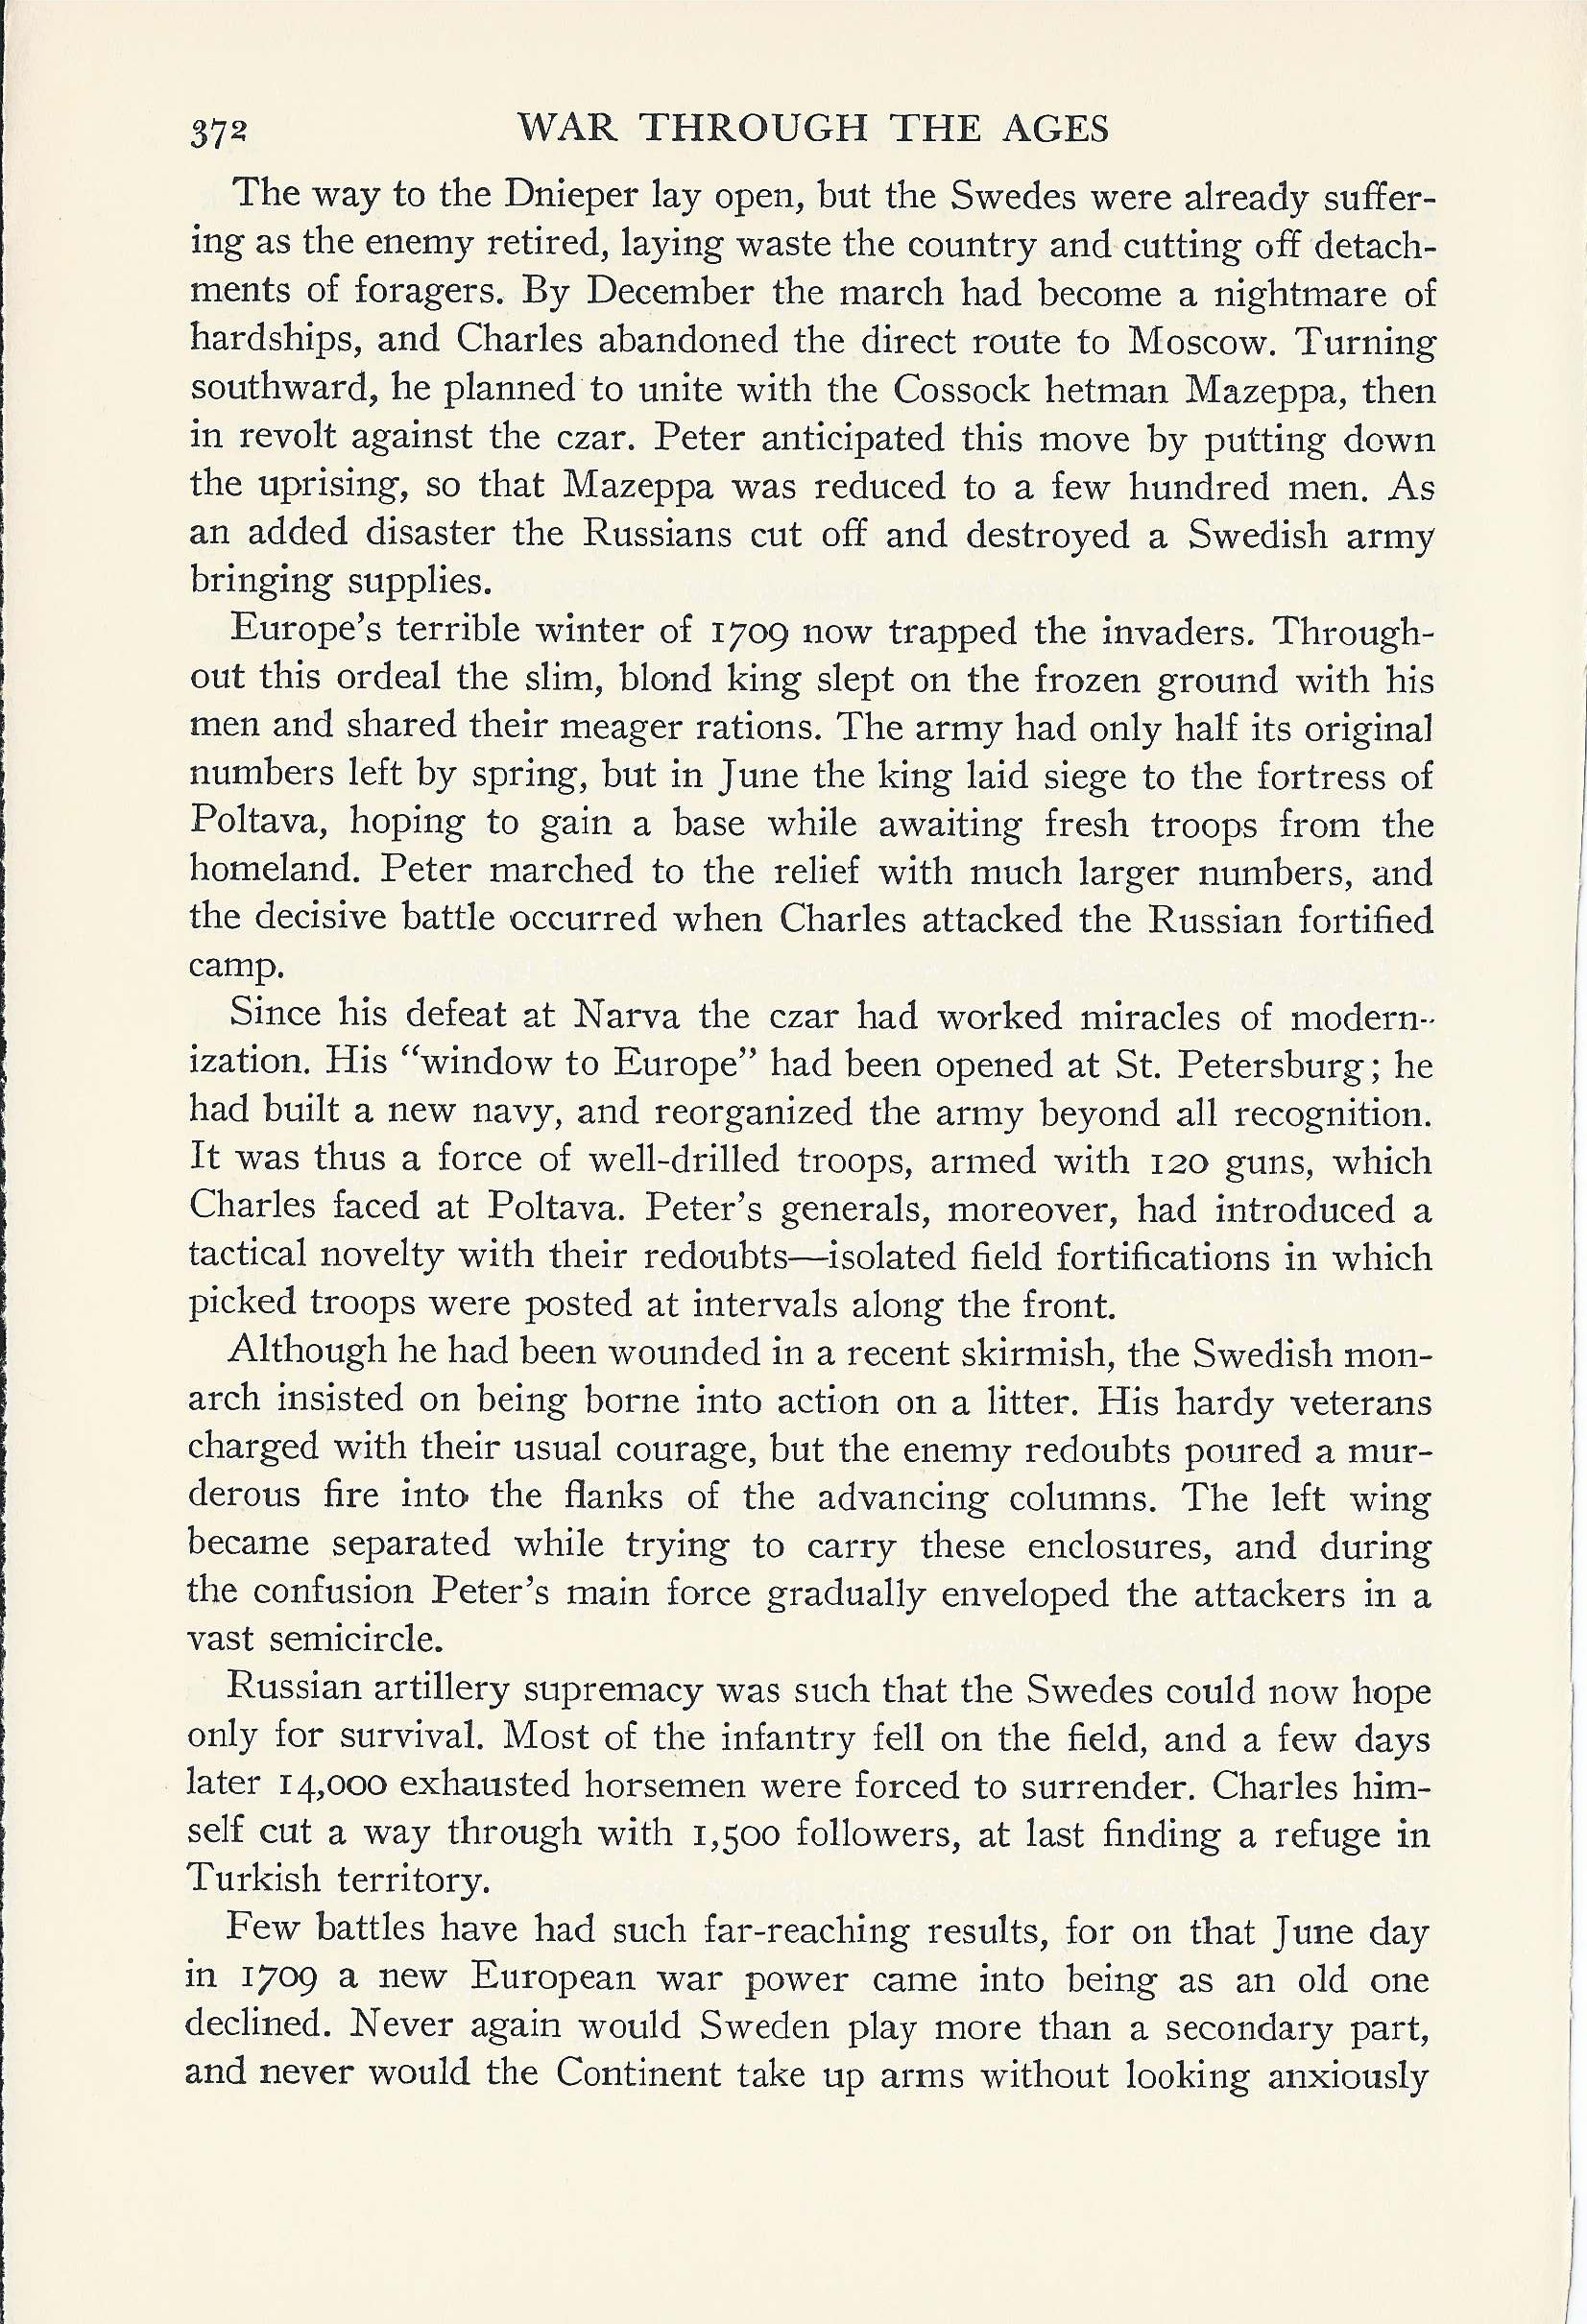 372 WAR THROUGH THE AGES
The way to the Dnieper lay open, but the Swedes were already suffer-
ing as the enemy retired, laying waste the country and cutting off detach-
ments of foragers. By December the march had become a nightmare of
hardships, and Charles abandoned the direct route to Moscow. Turning
southward, he planned to unite with the Cossock hetman Mazeppa, then
in revolt against the czar. Peter anticipated this move by putting down
the uprising, so that Mazeppa was reduced to a few hundred men. As
an added disaster the Russians cut off and destroyed a Swedish army
bringing supplies.
Europe's terrible winter of 1709 now trapped the invaders. Through-
out this ordeal the slim, blond king slept on the frozen ground with his
men and shared their meager rations. The army had only half its original
numbers left by spring, but in June the king laid siege to the fortress of
Poltava, hoping to gain a base while awaiting fresh troops from the
homeland. Peter marched to the relief with much larger numbers, and
the decisive battle occurred when Charles attacked the Russian fortified
camp.
Since his defeat at Narva the czar had worked miracles of modern-
ization. His “window to Europe” had been opened at St. Petersburg; he
had built a new navy, and reorganized the army beyond all recognition.
It was thus a force of well-drilled troops, armed with 120 guns, which
Charles faced at Poltava. Peter's generals, moreover, had introduced a
tactical novelty with their redoubts—isolated field fortifications in which
picked troops were posted at intervals along the front.
Although he had been wounded in a recent skirmish, the Swedish mon-
arch insisted on being borne into action on a litter. His hardy veterans
charged with their usual courage, but the enemy redoubts poured a mur-
derous fire into the flanks of the advancing columns. The left wing
became separated while trying to carry these enclosures, and during
the confusion Peter's main force gradually enveloped the attackers in a
vast semicircle.
Russian artillery supremacy was such that the Swedes could now hope
only for survival. Most of the infantry fell on the field, and a few days
later 14,000 exhausted horsemen were forced to surrender. Charles him-
self cut a way through with 1,500 followers, at last finding a refuge in
Turkish territory.
Few battles have had such far-reaching results, for on that June day
in 1709 a new European war power came into being as an old one
declined. Never again would Sweden play more than a secondary part,
and never would the Continent take up arms without looking anxiously